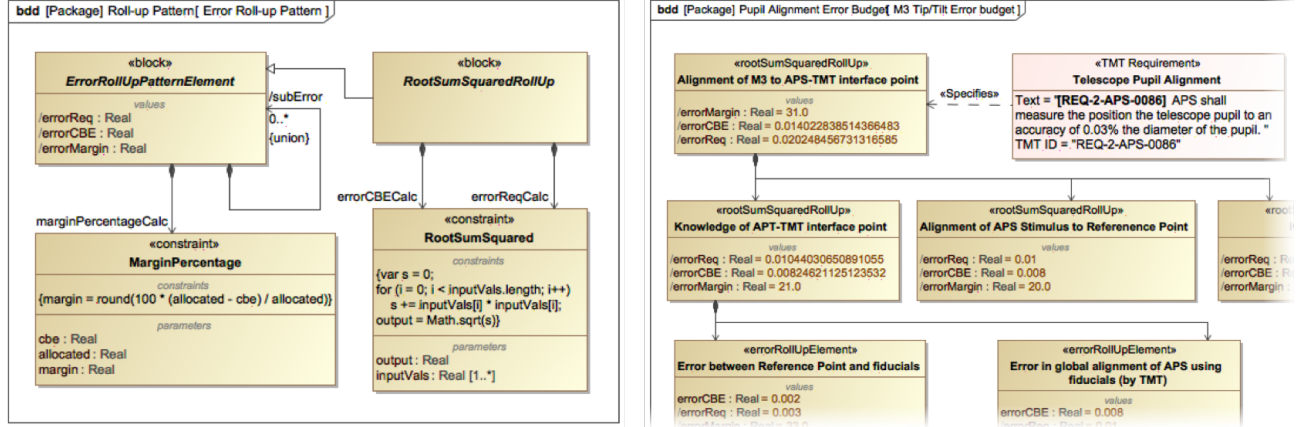 bdd [Package] Roll-up Pattern[ Error Roll-up Pattern ]
«block»
ErrorRollUpPatternElement
values
/errorReq : Real
/errorCBE : Real
/errorMargin : Real
«block»
RootSumSquaredRollUp
/subError
0..*
{union}
marginPercentageCalc
errorCBECalc
errorReqCalc
«constraint»
MarginPercentage
constraints
{margin = round(100 * (allocated - cbe) / allocated)}
parameters
cbe : Real
allocated : Real
margin : Real
«constraint»
RootSumSquared
constraints
{var s = 0;
for (i = 0; i < inputVals.length; i++)
s += inputVals[i] * inputVals[i];
output = Math.sqrt(s)}
parameters
output : Real
inputVals : Real [1..*]
bdd [Package] Pupil Alignment Error Budget[ M3 Tip/Tilt Error budget ]
«rootSumSquaredRollUp»
Alignment of M3 to APS-TMT interface point
values
/errorMargin : Real = 31.0
/errorCBE : Real = 0.014022838514366483
/errorReq : Real = 0.020248456731316585
«Specifies»
«TMT Requirement»
Telescope Pupil Alignment
Text = "[REQ-2-APS-0086] APS shall
measure the position the telescope pupil to an
accuracy of 0.03% the diameter of the pupil. "
TMT ID = "REQ-2-APS-0086"
«rootSumSquaredRollUp»
Knowledge of APT-TMT interface point
values
/errorReq : Real = 0.01044030650891055
/errorCBE : Real = 0.00824621125123532
/errorMargin : Real = 21.0
«rootSumSquaredRollUp»
Alignment of APS Stimulus to Referenence Point
values
/errorReq : Real = 0.01
/errorCBE : Real = 0.008
/errorMargin : Real = 20.0
/errorReq : R
/errorCBE : R
/errorMargin :
«errorRollUpElement»
Error between Reference Point and fiducials
values
errorCBE : Real = 0.002
/errorReq : Real = 0.003
«errorRollUpElement»
Error in global alignment of APS using
fiducials (by TMT)
values
errorCBE : Real = 0.008